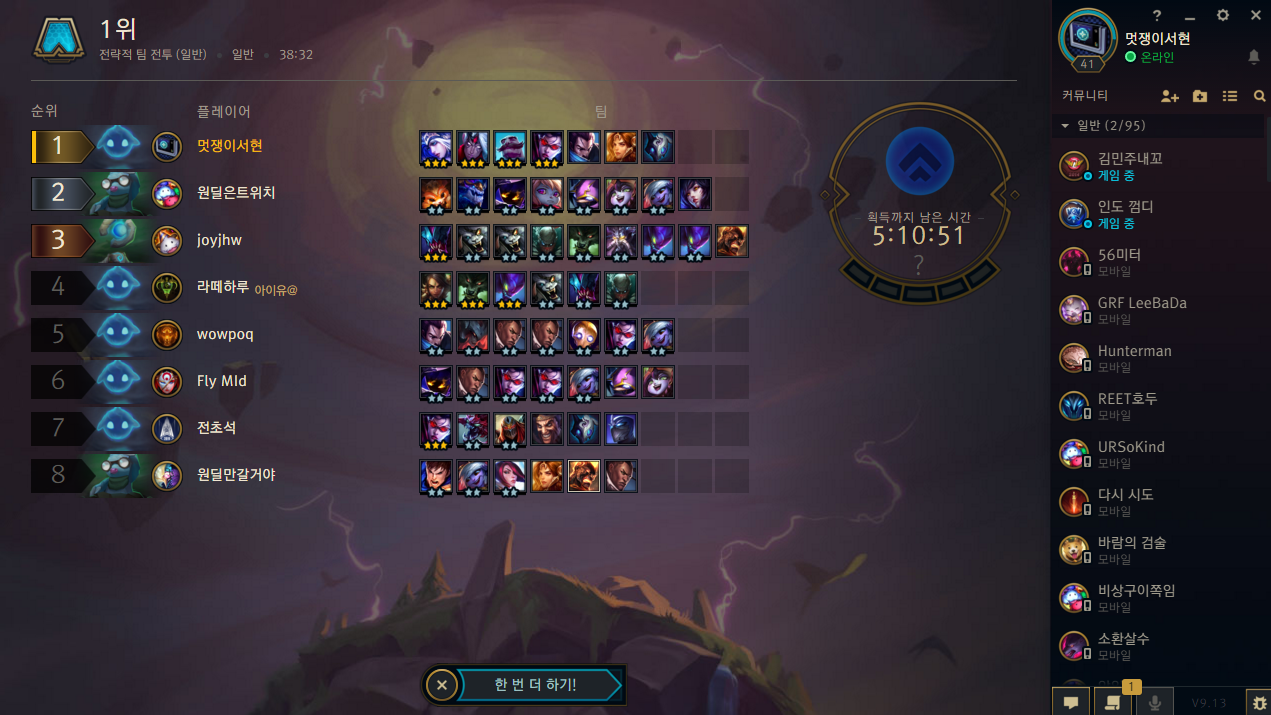 1위
전략적 팀 전투 (일반) • 일반 • 38:32
순위 플레이어 팀
1 멋쟁이서현
2 원딜은트위치
3 joyjhw
4 라떼하루 아이유@
5 wowpoq
6 Fly MId
7 전초석
8 원딜만갈거야
획득까지 남은 시간
5:10:51
?
한 번 더 하기!
?
멋쟁이서현
온라인
41
커뮤니티
일반 (2/95)
김민주내꼬
게임 중
인도 껌디
게임 중
56미터
모바일
GRF LeeBaDa
모바일
Hunterman
모바일
REET호두
모바일
URSoKind
모바일
다시 시도
모바일
바람의 검술
모바일
비상구이쪽임
모바일
소환살수
모바일
1
V9.13